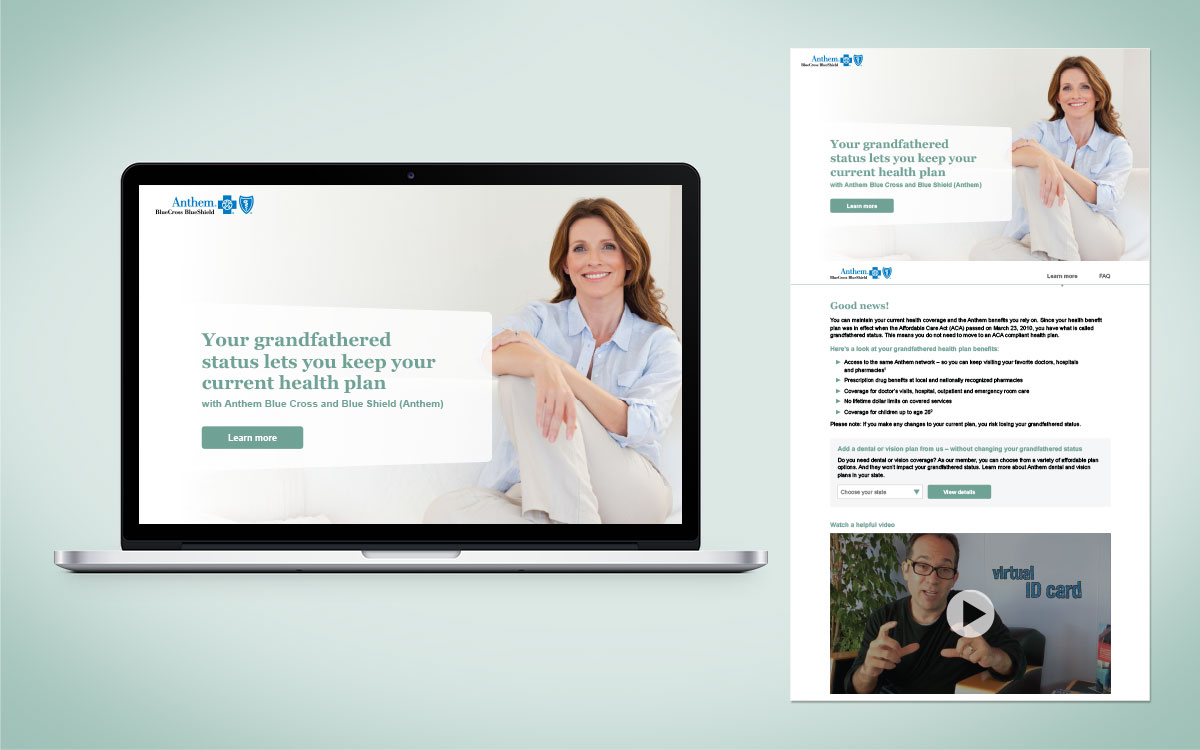 Anthem.
BlueCross BlueShield
Your grandfathered
status lets you keep your
current health plan
with Anthem Blue Cross and Blue Shield (Anthem)
Learn more
Anthem.
BlueCross BlueShield
Your grandfathered
status lets you keep your
current health plan
with Anthem Blue Cross and Blue Shield (Anthem)
Learn more
Anthem.
BlueCross BlueShield
Learn more
FAQ
Good news!
You can maintain your current health coverage and the Anthem benefits you rely on. Since your health benefit
plan was in effect when the Affordable Care Act (ACA) passed on March 23, 2010, you have what is called
grandfathered status. This means you do not need to move to an ACA compliant health plan.
Here's a look at your grandfathered health plan benefits:
Access to the same Anthem network – so you can keep visiting your favorite doctors, hospitals
and pharmacies¹
Prescription drug benefits at local and nationally recognized pharmacies
Coverage for doctor's visits, hospital, outpatient and emergency room care
No lifetime dollar limits on covered services
Coverage for children up to age 26²
Please note: If you make any changes to your current plan, you risk losing your grandfathered status.
Add a dental or vision plan from us – without changing your grandfathered status
Do you need dental or vision coverage? As our member, you can choose from a variety of affordable plan
options. And they won't impact your grandfathered status. Learn more about Anthem dental and vision
plans in your state.
Choose your state
View details
Watch a helpful video
virtual
ID card